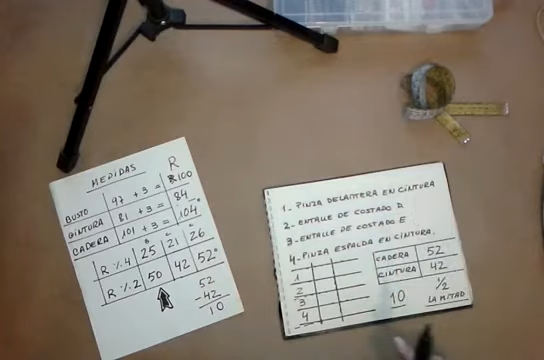 MEDIDAS
R
BUSTO 97 + 3 = 100
CINTURA 81 + 3 = 84
CADERA 101 + 3 = 104
R ÷.4 25 21 26
R ÷.2 50 42 52
52
-42
10
1- PINZA DELANTERA EN CINTURA
2- ENTALLE DE COSTADO D
3- ENTALLE DE COSTADO E
4- PINZA ESPALDA EN CINTURA.
1
2
3
4
CADERA 52
CINTURA 42
10
1/2
LA MITAD